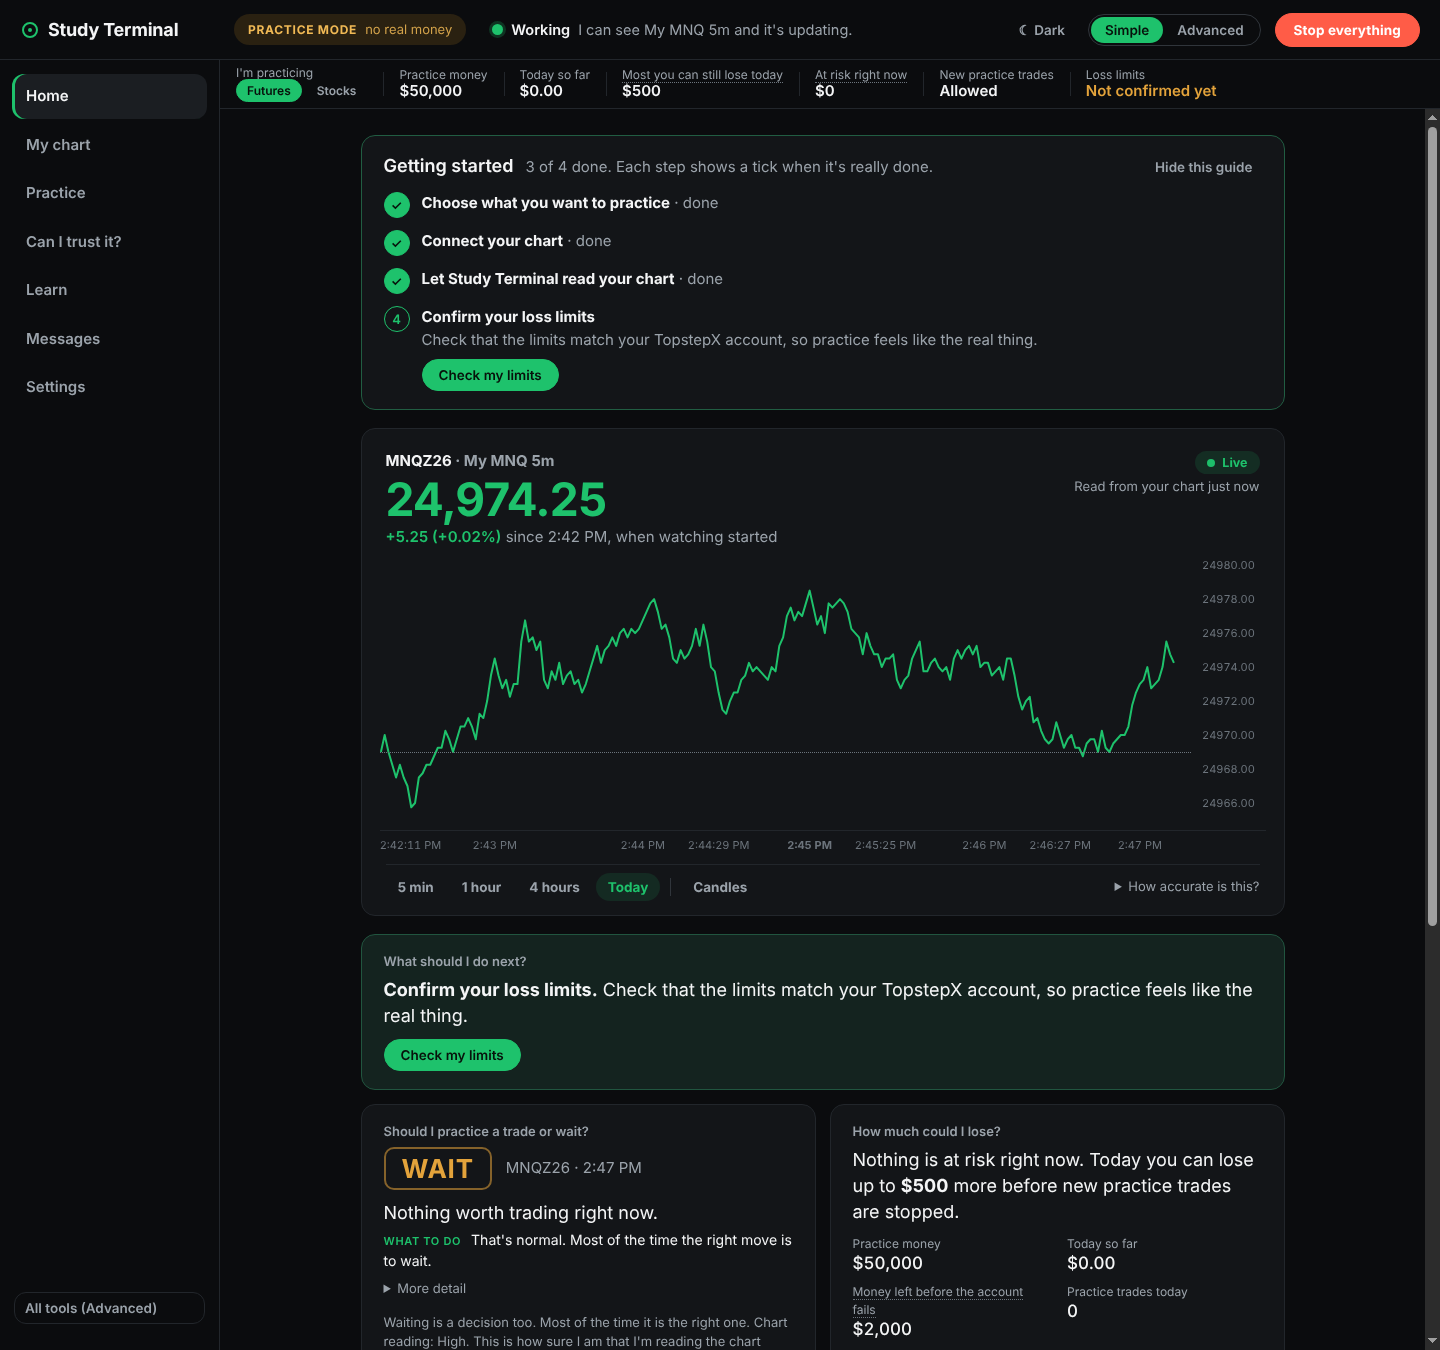 Study Terminal
PRACTICE MODE no real money
Working I can see My MNQ 5m and it's updating.
Dark
Simple
Advanced
Stop everything
Home
My chart
Practice
Can I trust it?
Learn
Messages
Settings
All tools (Advanced)
I'm practicing
Futures Stocks
Practice money
$50,000
Today so far
$0.00
Most you can still lose today
$500
At risk right now
$0
New practice trades
Allowed
Loss limits
Not confirmed yet
Getting started 3 of 4 done. Each step shows a tick when it's really done.
Hide this guide
Choose what you want to practice · done
Connect your chart · done
Let Study Terminal read your chart · done
4 Confirm your loss limits
Check that the limits match your TopstepX account, so practice feels like the real thing.
Check my limits
MNQZ26 · My MNQ 5m
Live
24,974.25
Read from your chart just now
+5.25 (+0.02%) since 2:42 PM, when watching started
24980.00
24978.00
24976.00
24974.00
24972.00
24970.00
24968.00
24966.00
2:42:11 PM 2:43 PM 2:44 PM 2:44:29 PM 2:45 PM 2:45:25 PM 2:46 PM 2:46:27 PM 2:47 PM
5 min 1 hour 4 hours Today Candles
How accurate is this?
What should I do next?
Confirm your loss limits. Check that the limits match your TopstepX account, so practice feels like the
real thing.
Check my limits
Should I practice a trade or wait?
WAIT MNQZ26 · 2:47 PM
Nothing worth trading right now.
WHAT TO DO That's normal. Most of the time the right move is
to wait.
More detail
Waiting is a decision too. Most of the time it is the right one. Chart
reading: High. This is how sure I am that I'm reading the chart
How much could I lose?
Nothing is at risk right now. Today you can lose
up to $500 more before new practice trades
are stopped.
Practice money
$50,000
Today so far
$0.00
Money left before the account
fails
$2,000
Practice trades today
0